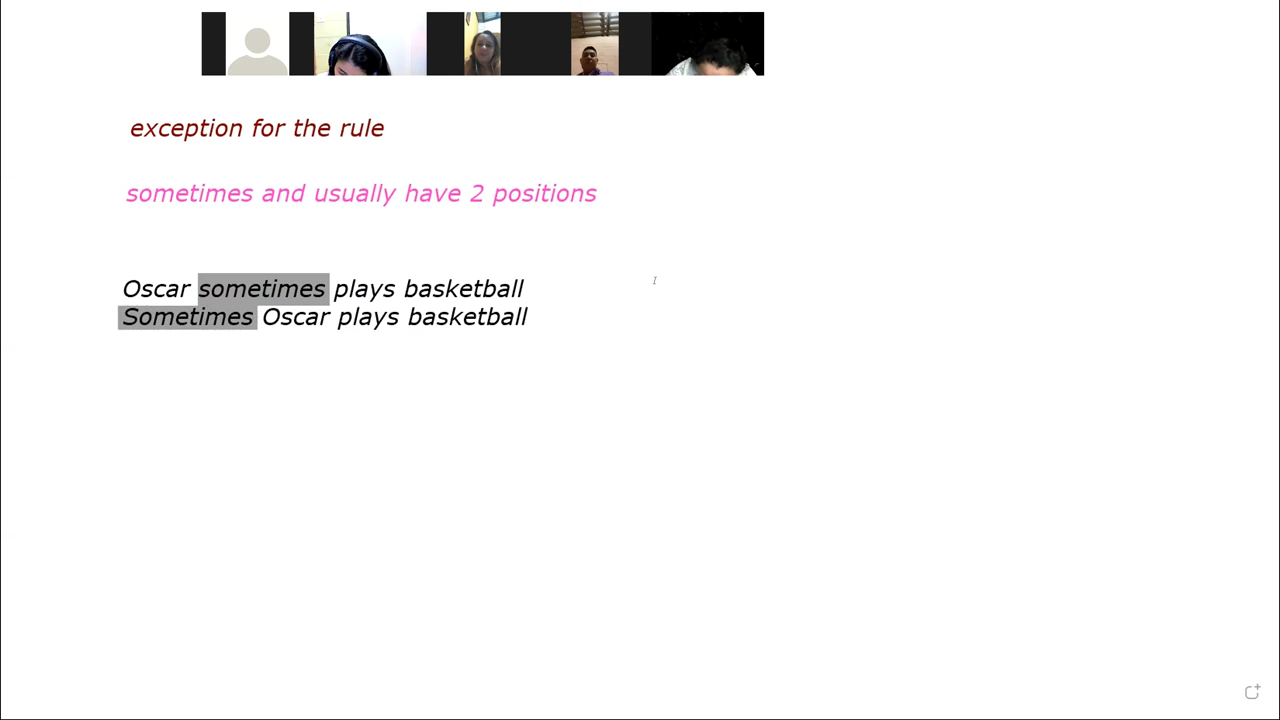 exception for the rule
sometimes and usually have 2 positions
Oscar sometimes plays basketball
Sometimes Oscar plays basketball